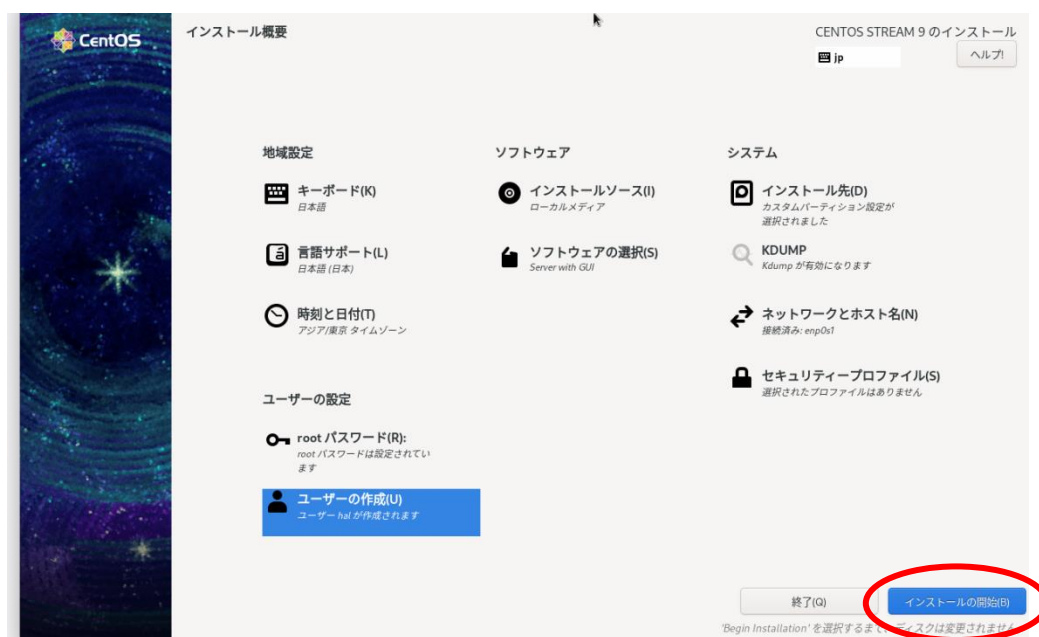 CentOS
インストール概要
CENTOS STREAM 9 のインストール
jp
ヘルプ!
地域設定
キーボード(K)
日本語
言語サポート(L)
日本語 (日本)
時刻と日付(T)
アジア/東京 タイムゾーン
ソフトウェア
インストールソース(I)
ローカルメディア
ソフトウェアの選択(S)
Server with GUI
システム
インストール先(D)
カスタムパーティション設定が
選択されました
KDUMP
Kdump が有効になります
ネットワークとホスト名(N)
接続済み: enp0s1
セキュリティープロファイル(S)
選択されたプロファイルはありません
ユーザーの設定
root パスワード(R):
root パスワードは設定されてい
ます
ユーザーの作成(U)
ユーザー hal が作成されます
終了(Q)
インストールの開始(B)
'Begin Installation' を選択するまで、ディスクは変更されません